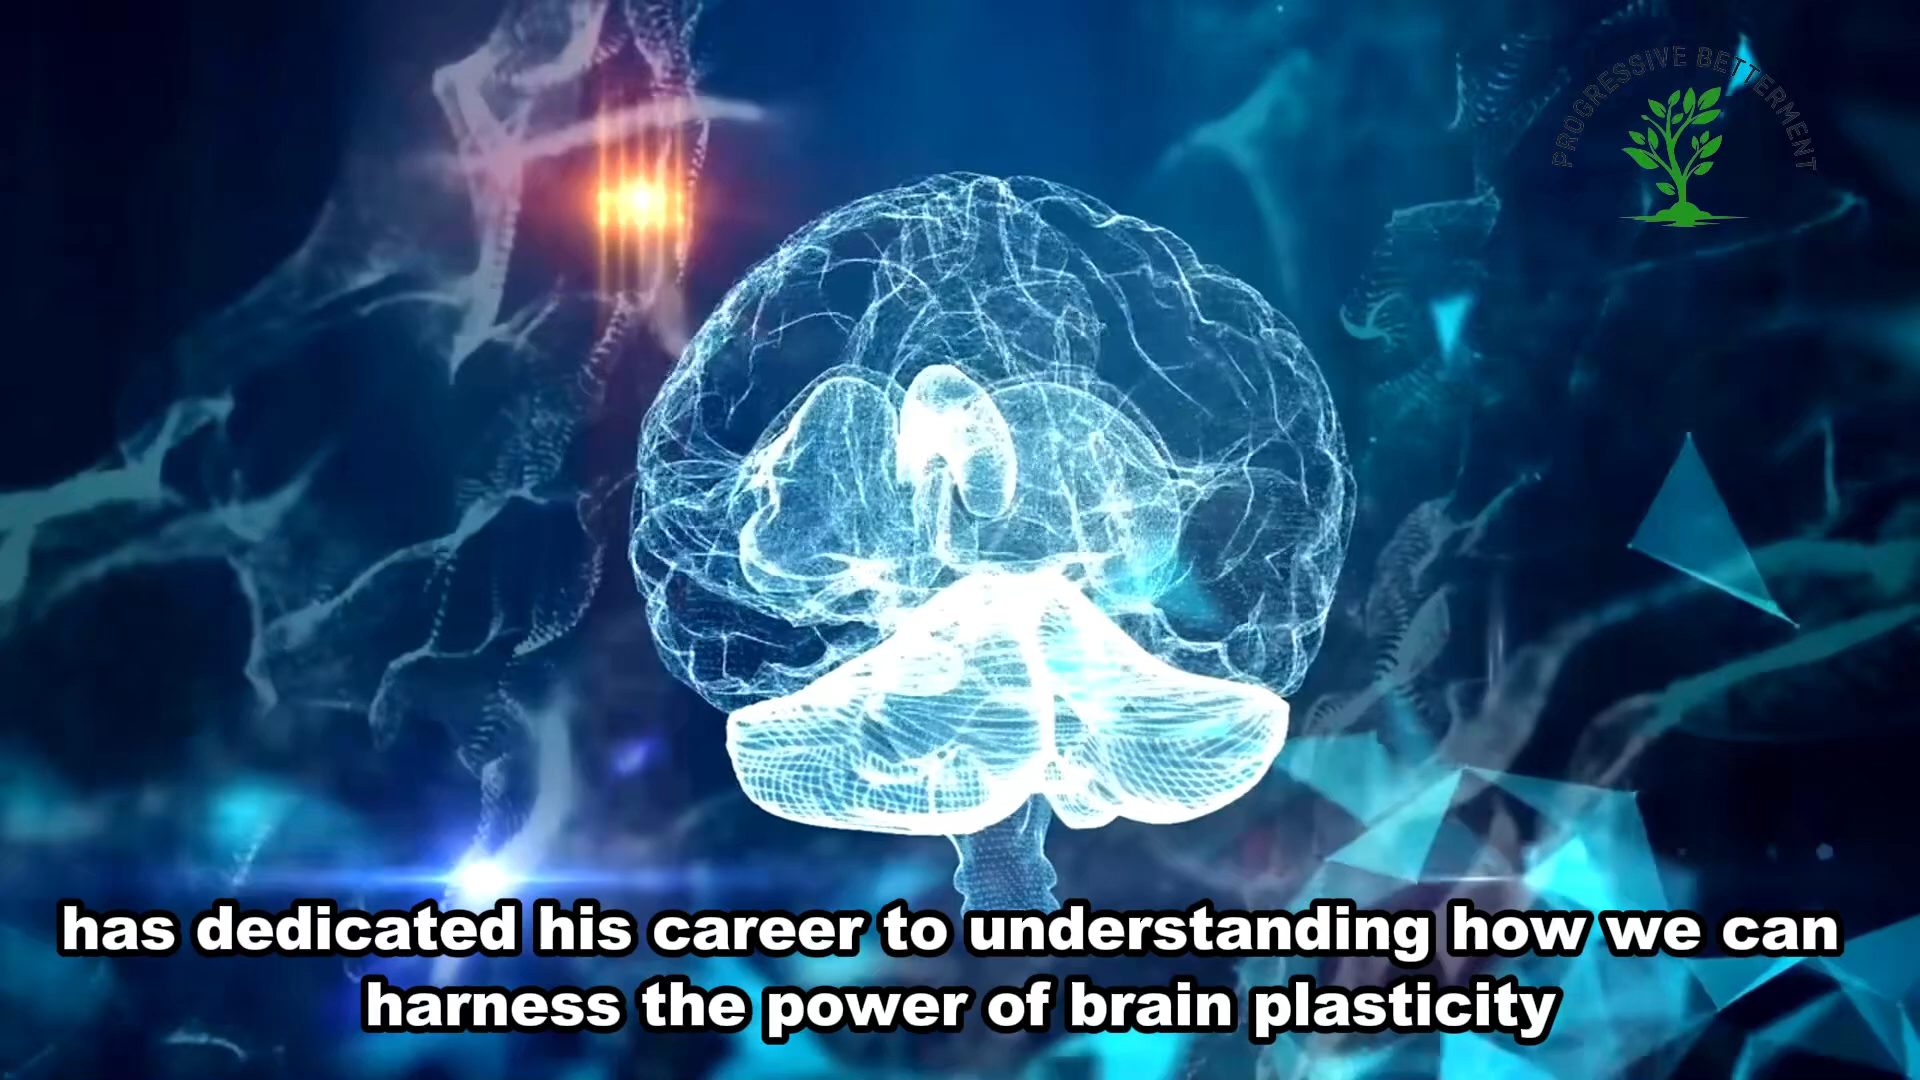 PROGRESSIVE BETTERMENT
has dedicated his career to understanding how we can
harness the power of brain plasticity